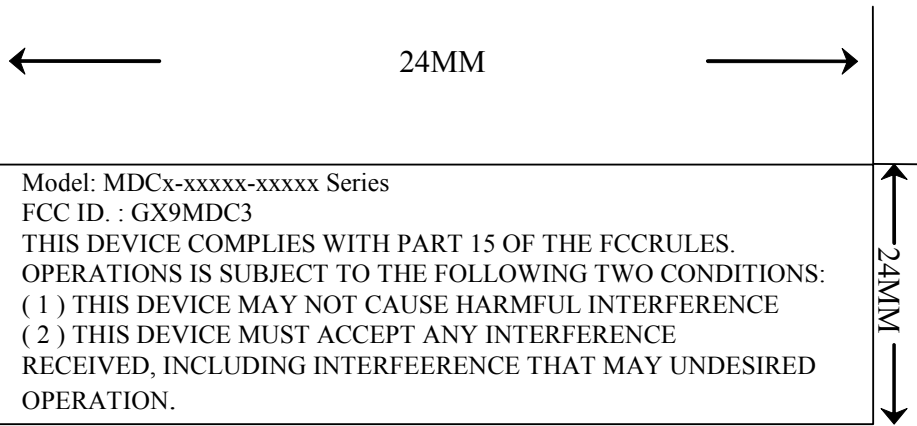 24MM
Model: MDCx-xxxxx-xxxxx Series
FCC ID. : GX9MDC3
THIS DEVICE COMPLIES WITH PART 15 OF THE FCCRULES.
OPERATIONS IS SUBJECT TO THE FOLLOWING TWO CONDITIONS:
( 1 ) THIS DEVICE MAY NOT CAUSE HARMFUL INTERFERENCE
( 2 ) THIS DEVICE MUST ACCEPT ANY INTERFERENCE
RECEIVED, INCLUDING INTERFEERENCE THAT MAY UNDESIRED
OPERATION.
24MM